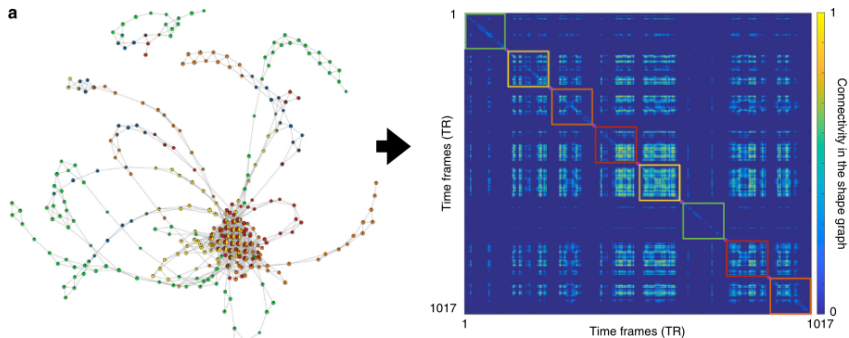 a
1
1017
1
1017
Time frames (TR)
Time frames (TR)
1
0
Connectivity in the shape graph